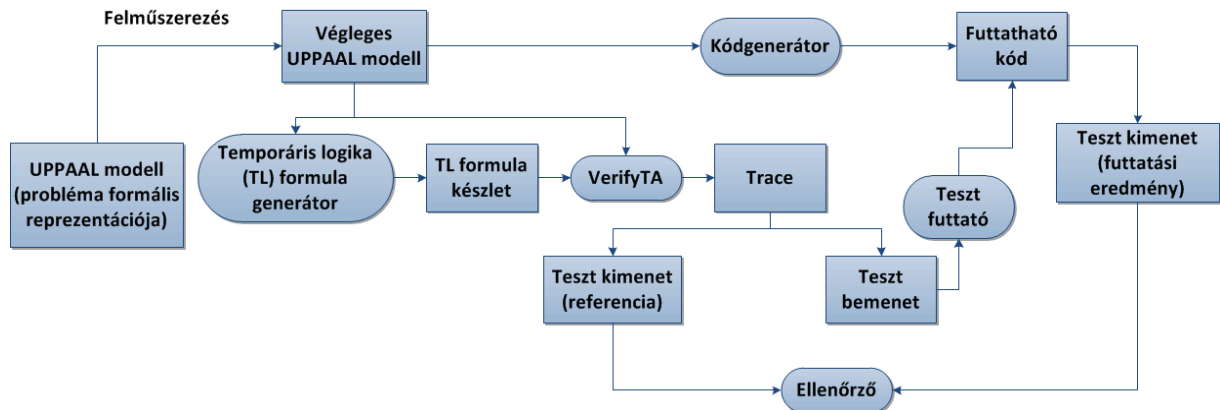 Felműszerezés
Végleges
UPPAAL modell
Kódgenerátor
Futtatható
kód
UPPAAL modell
(probléma formális
reprezentációja)
Temporáris logika
(TL) formula
generátor
TL formula
készlet
VerifyTA
Trace
Teszt
futtató
Teszt kimenet
(futtatási
eredmény)
Teszt kimenet
(referencia)
Teszt
bemenet
Ellenőrző